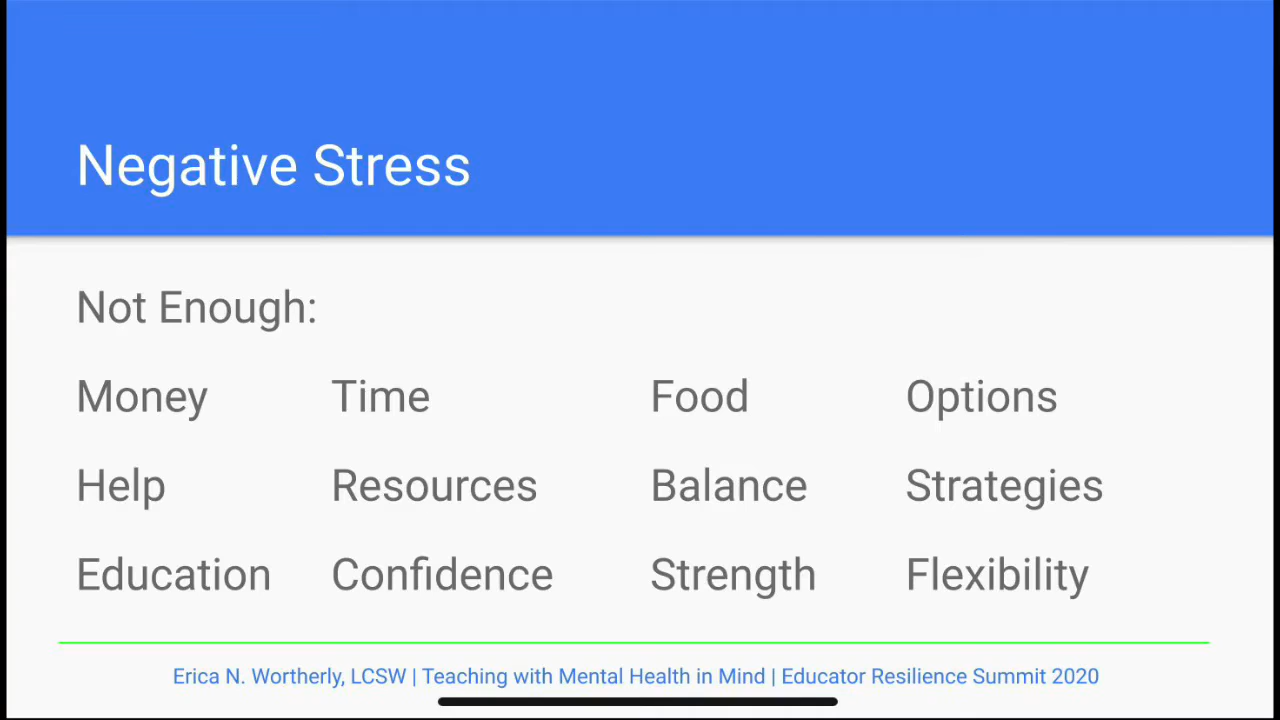 Negative Stress
Not Enough:
Money Time Food Options
Help Resources Balance Strategies
Education Confidence Strength Flexibility
Erica N. Wortherly, LCSW | Teaching with Mental Health in Mind | Educator Resilience Summit 2020